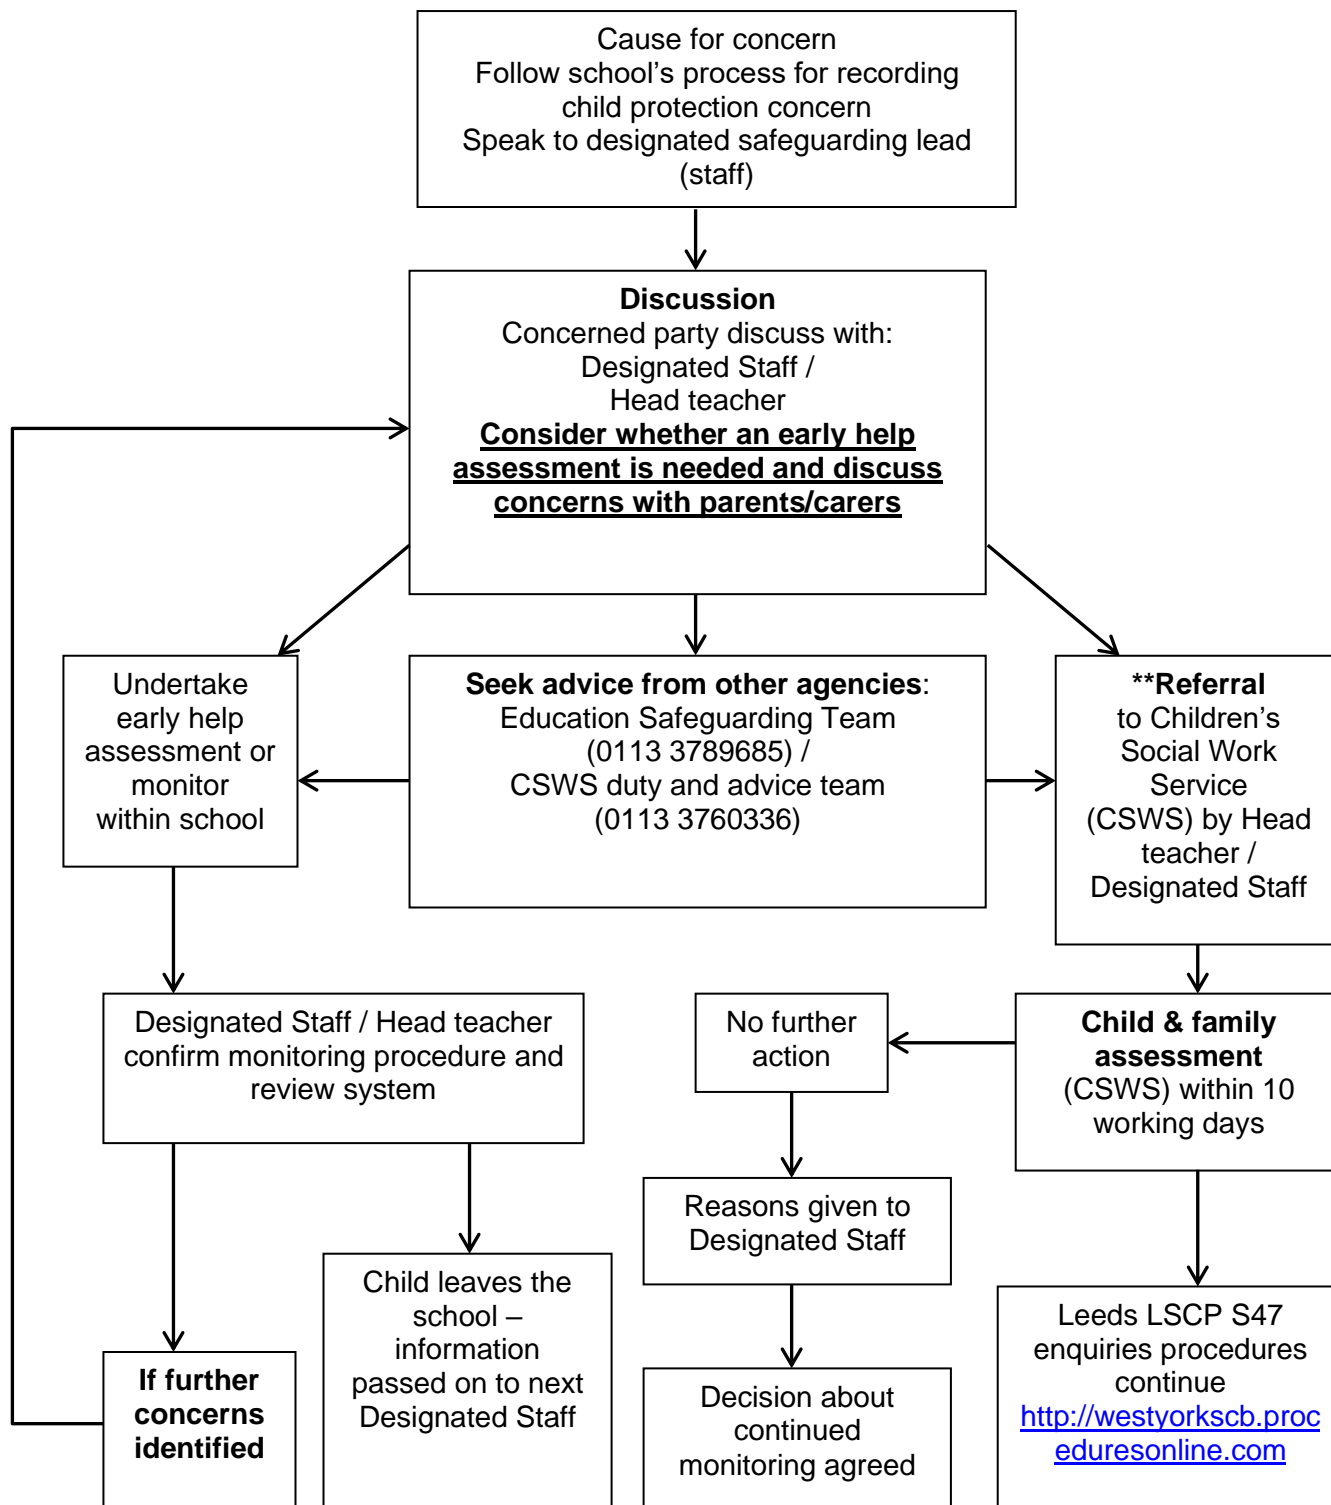 Cause for concern
Follow school’s process for recording
child protection concern
Speak to designated safeguarding lead
(staff)
Discussion
Concerned party discuss with:
Designated Staff /
Head teacher
Consider whether an early help
assessment is needed and discuss
concerns with parents/carers
Undertake
early help
assessment or
monitor
within school
Seek advice from other agencies:
Education Safeguarding Team
(0113 3789685) /
CSWS duty and advice team
(0113 3760336)
**Referral
to Children’s
Social Work
Service
(CSWS) by Head
teacher /
Designated Staff
Designated Staff / Head teacher
confirm monitoring procedure and
review system
No further
action
Child & family
assessment
(CSWS) within 10
working days
Reasons given to
Designated Staff
If further
concerns
identified
Child leaves the
school –
information
passed on to next
Designated Staff
Decision about
continued
monitoring agreed
Leeds LSCP S47
enquiries procedures
continue
http://westyorkscb.proc
eduresonline.com